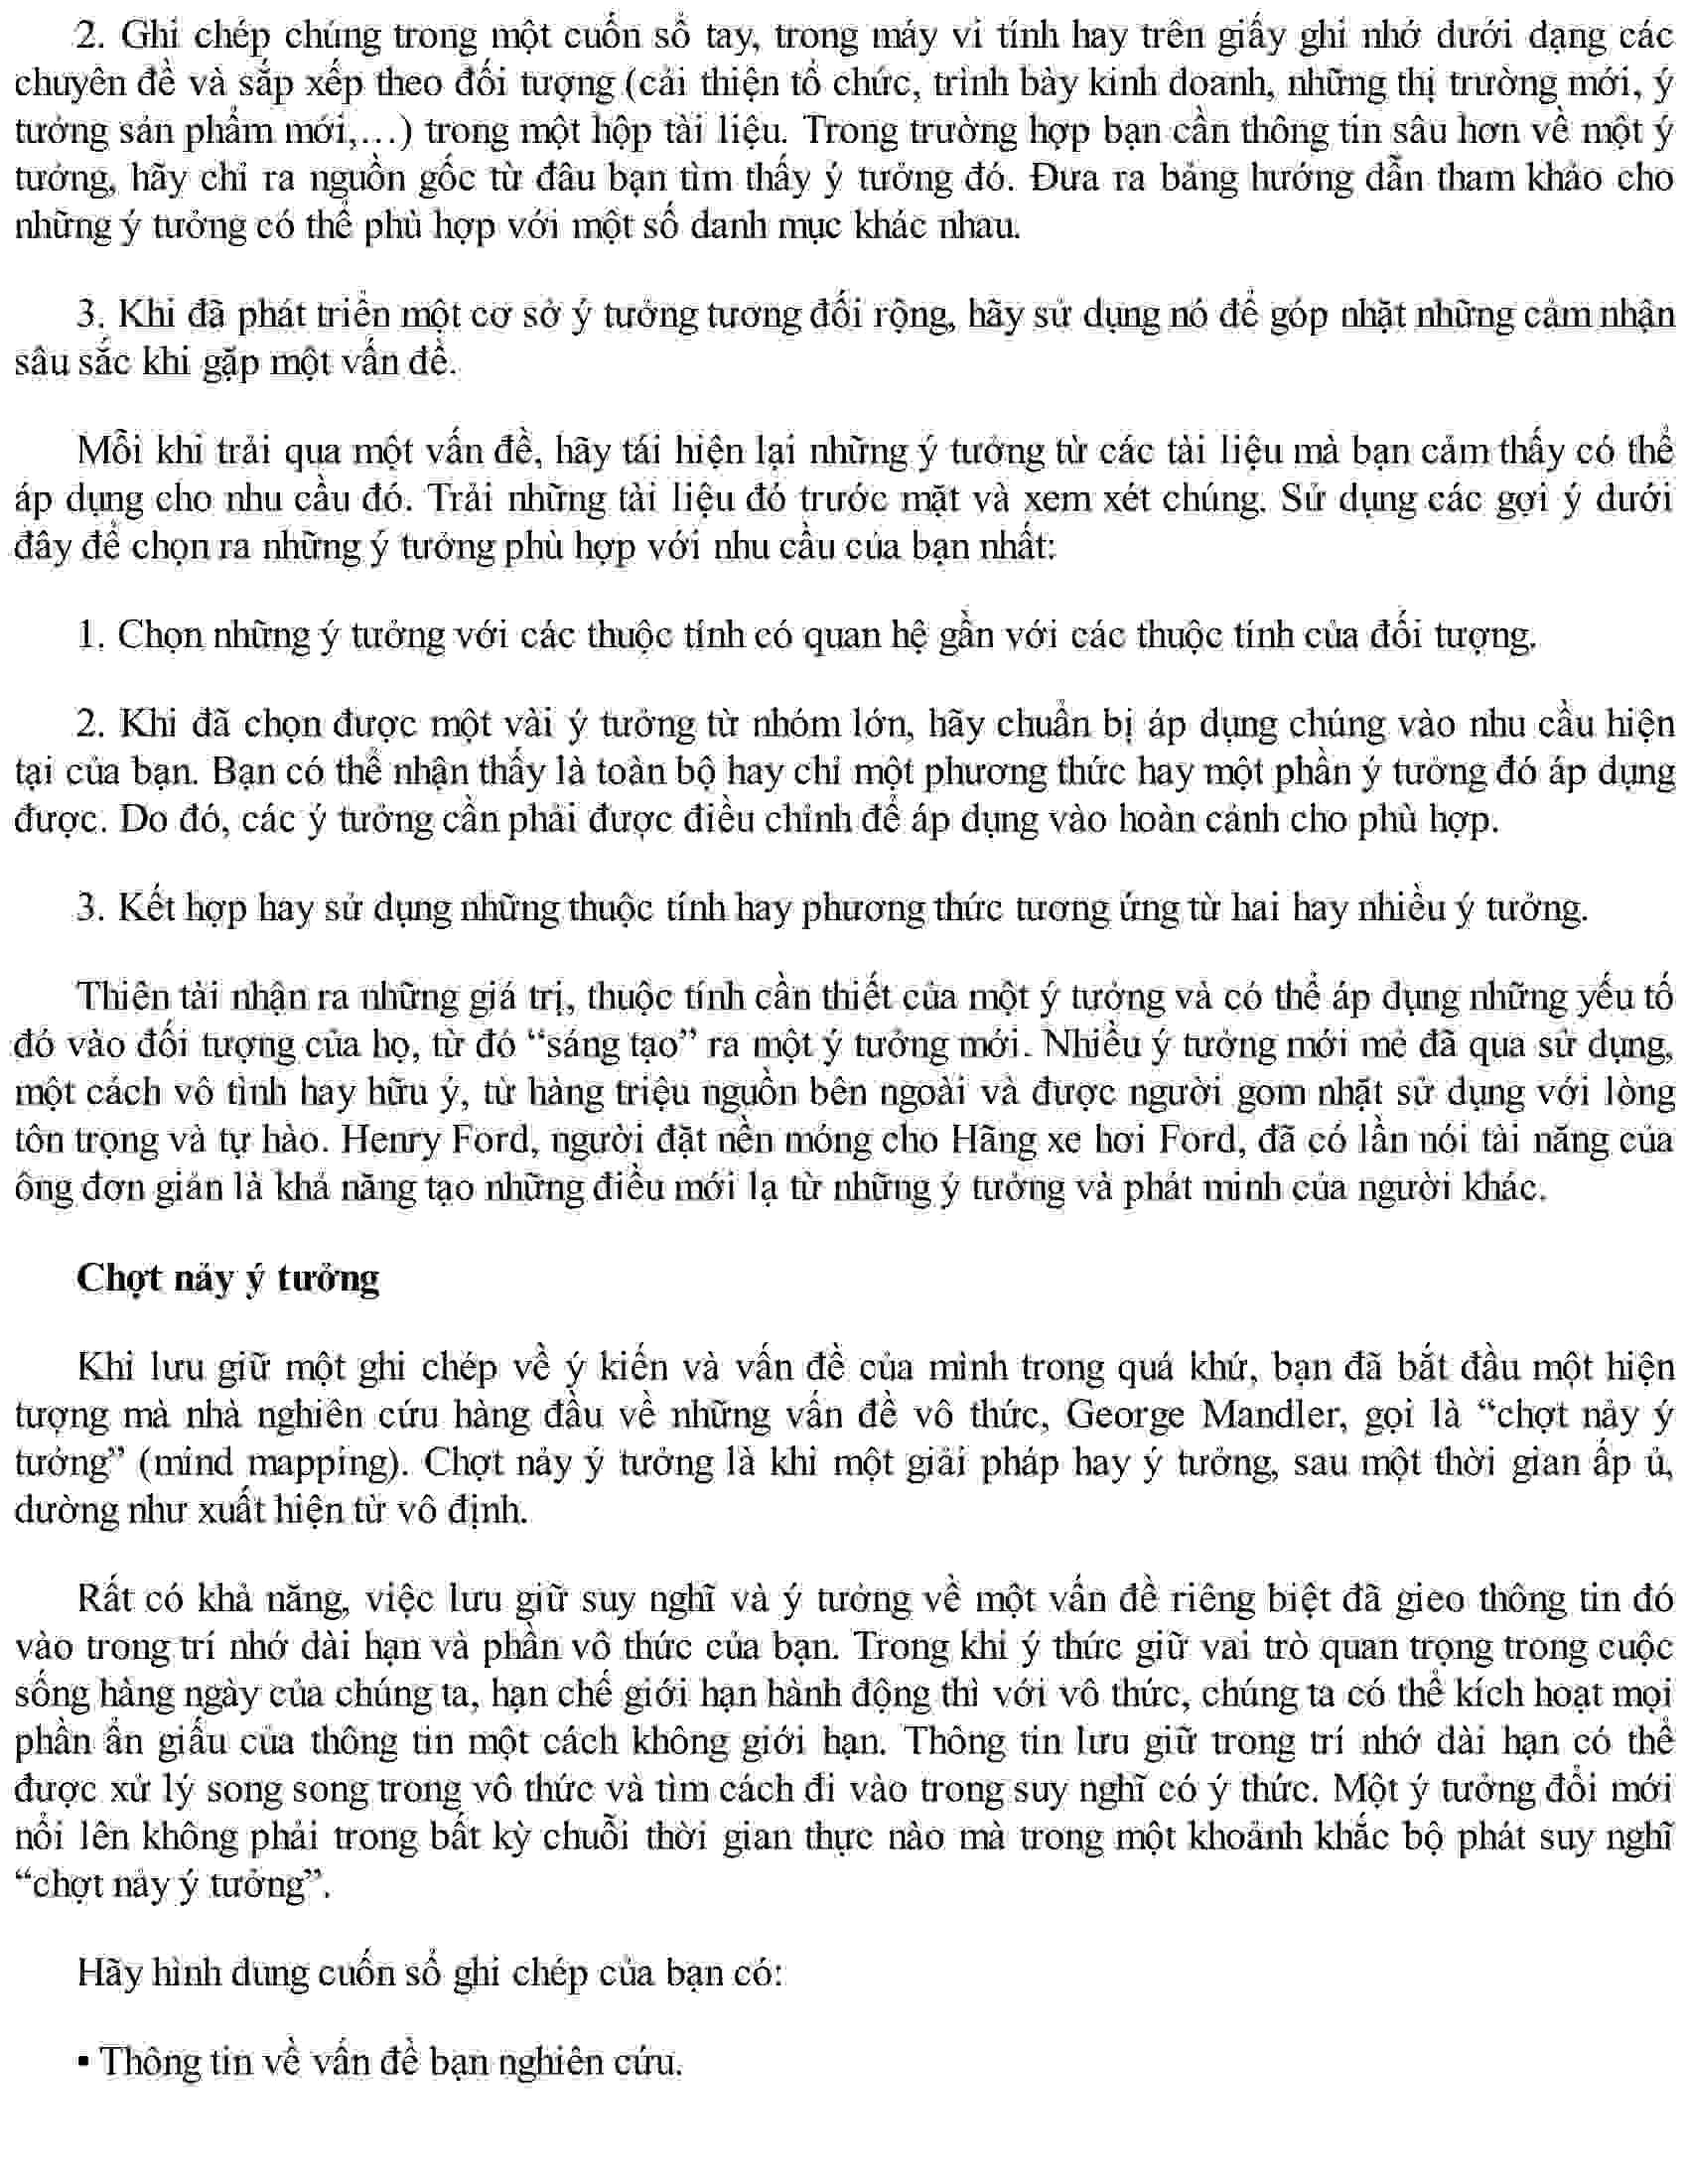 2. Ghi chép chúng trong một cuốn sổ tay, trong máy vi tính hay trên giấy ghi nhớ dưới dạng các
chuyên đề và sắp xếp theo đối tượng (cải thiện tổ chức, trình bày kinh doanh, những thị trường mới, ý
tưởng sản phẩm mới,…) trong một hộp tài liệu. Trong trường hợp bạn cần thông tin sâu hơn về một ý
tưởng, hãy chỉ ra nguồn gốc từ đâu bạn tìm thấy ý tưởng đó. Đưa ra bảng hướng dẫn tham khảo cho
những ý tưởng có thể phù hợp với một số danh mục khác nhau.
3. Khi đã phát triển một cơ sở ý tưởng tương đối rộng, hãy sử dụng nó để góp nhặt những cảm nhận
sâu sắc khi gặp một vấn đề.
Mỗi khi trải qua một vấn đề, hãy tái hiện lại những ý tưởng từ các tài liệu mà bạn cảm thấy có thể
áp dụng cho nhu cầu đó. Trải những tài liệu đó trước mặt và xem xét chúng. Sử dụng các gợi ý dưới
đây để chọn ra những ý tưởng phù hợp với nhu cầu của bạn nhất:
1. Chọn những ý tưởng với các thuộc tính có quan hệ gần với các thuộc tính của đối tượng.
2. Khi đã chọn được một vài ý tưởng từ nhóm lớn, hãy chuẩn bị áp dụng chúng vào nhu cầu hiện
tại của bạn. Bạn có thể nhận thấy là toàn bộ hay chỉ một phương thức hay một phần ý tưởng đó áp dụng
được. Do đó, các ý tưởng cần phải được điều chỉnh để áp dụng vào hoàn cảnh cho phù hợp.
3. Kết hợp hay sử dụng những thuộc tính hay phương thức tương ứng từ hai hay nhiều ý tưởng.
Thiên tài nhận ra những giá trị, thuộc tính cần thiết của một ý tưởng và có thể áp dụng những yếu tố
đó vào đối tượng của họ, từ đó “sáng tạo” ra một ý tưởng mới. Nhiều ý tưởng mới mẻ đã qua sử dụng,
một cách vô tình hay hữu ý, từ hàng triệu nguồn bên ngoài và được người gom nhặt sử dụng với lòng
tôn trọng và tự hào. Henry Ford, người đặt nền móng cho Hãng xe hơi Ford, đã có lần nói tài năng của
ông đơn giản là khả năng tạo những điều mới lạ từ những ý tưởng và phát minh của người khác.
Chợt nảy ý tưởng
Khi lưu giữ một ghi chép về ý kiến và vấn đề của mình trong quá khứ, bạn đã bắt đầu một hiện
tượng mà nhà nghiên cứu hàng đầu về những vấn đề vô thức, George Mandler, gọi là “chợt nảy ý
tưởng” (mind mapping). Chợt nảy ý tưởng là khi một giải pháp hay ý tưởng, sau một thời gian ấp ủ,
dường như xuất hiện từ vô định.
Rất có khả năng, việc lưu giữ suy nghĩ và ý tưởng về một vấn đề riêng biệt đã gieo thông tin đó
vào trong trí nhớ dài hạn và phần vô thức của bạn. Trong khi ý thức giữ vai trò quan trọng trong cuộc
sống hàng ngày của chúng ta, hạn chế giới hạn hành động thì với vô thức, chúng ta có thể kích hoạt mọi
phần ẩn giấu của thông tin một cách không giới hạn. Thông tin lưu giữ trong trí nhớ dài hạn có thể
được xử lý song song trong vô thức và tìm cách đi vào trong suy nghĩ có ý thức. Một ý tưởng đổi mới
nổi lên không phải trong bất kỳ chuỗi thời gian thực nào mà trong một khoảnh khắc bộ phát suy nghĩ
“chợt nảy ý tưởng”.
Hãy hình dung cuốn sổ ghi chép của bạn có:
▪ Thông tin về vấn đề bạn nghiên cứu.